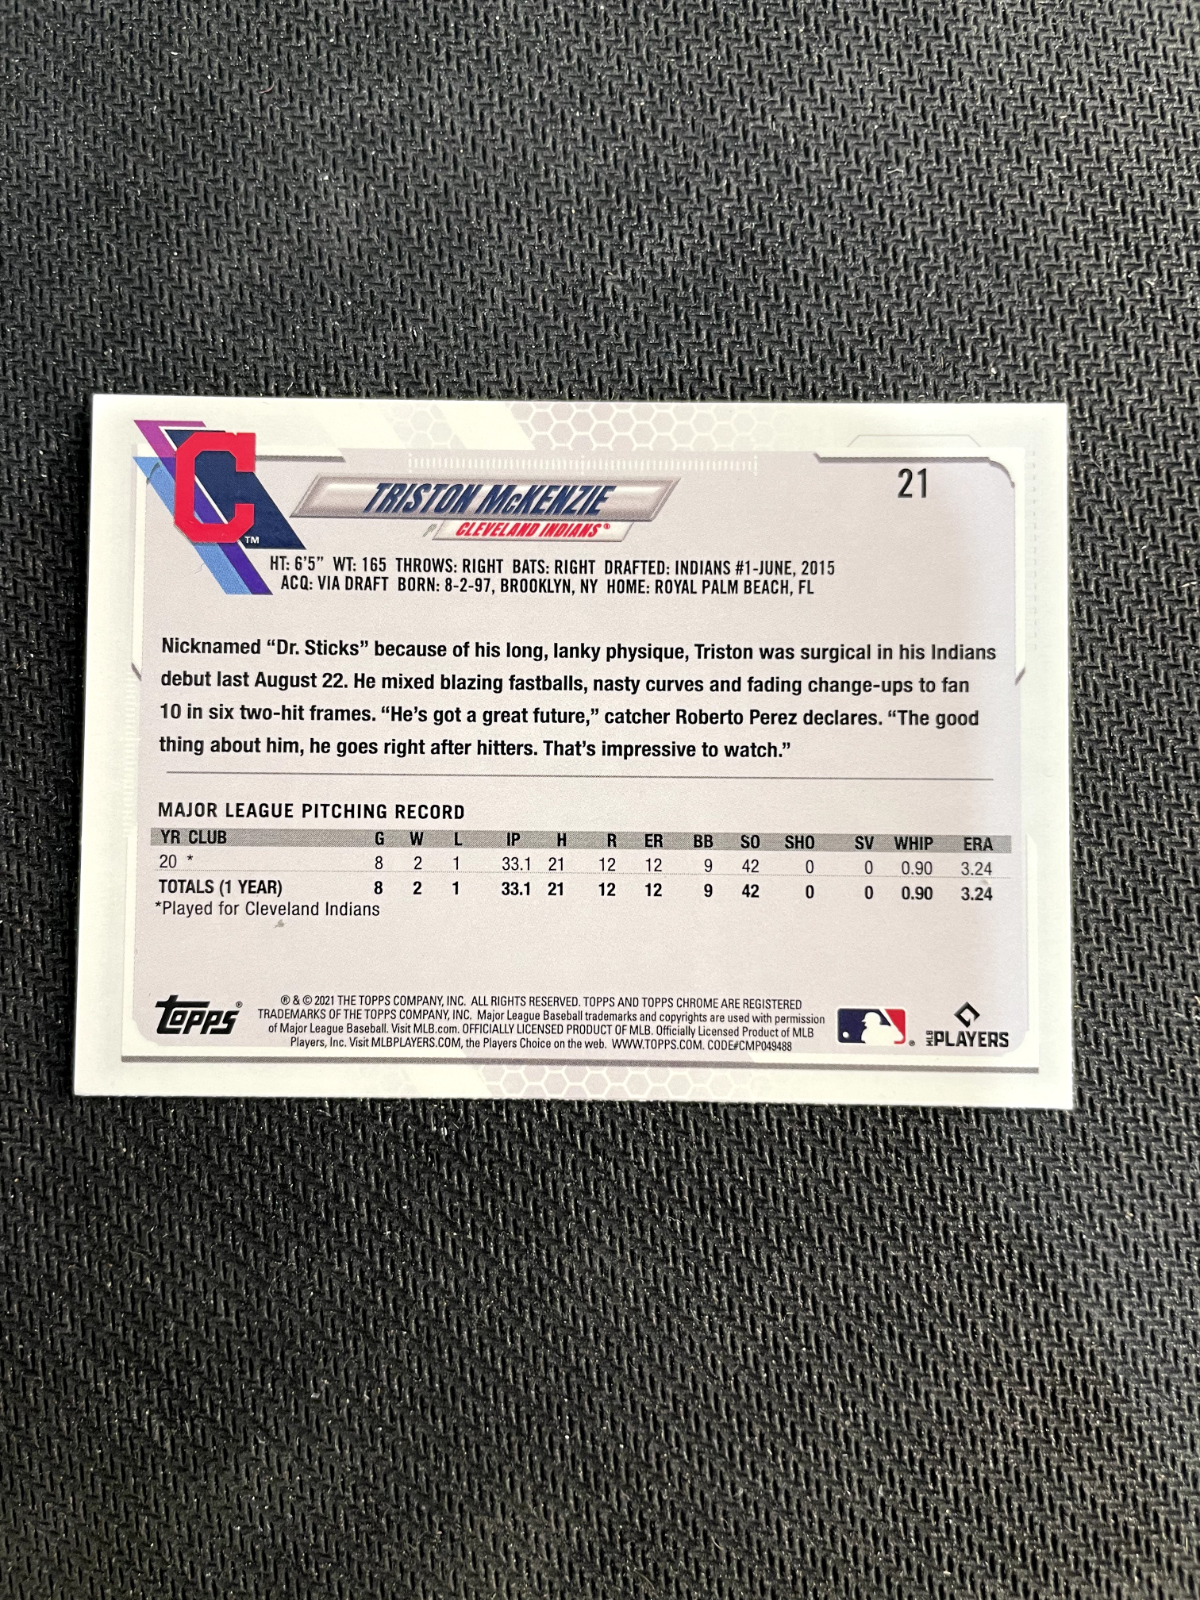 C
TM
21
TRISTON McKENZIE
P CLEVELAND INDIANS®
HT: 6'5" WT: 165 THROWS: RIGHT BATS: RIGHT DRAFTED: INDIANS #1-JUNE, 2015
ACQ: VIA DRAFT BORN: 8-2-97, BROOKLYN, NY HOME: ROYAL PALM BEACH, FL
Nicknamed “Dr. Sticks” because of his long, lanky physique, Triston was surgical in his Indians
debut last August 22. He mixed blazing fastballs, nasty curves and fading change-ups to fan
10 in six two-hit frames. “He’s got a great future,” catcher Roberto Perez declares. “The good
thing about him, he goes right after hitters. That’s impressive to watch.”
MAJOR LEAGUE PITCHING RECORD
YR CLUB G W L IP H R ER BB SO SHO SV WHIP ERA
20 * 8 2 1 33.1 21 12 12 9 42 0 0 0.90 3.24
TOTALS (1 YEAR) 8 2 1 33.1 21 12 12 9 42 0 0 0.90 3.24
*Played for Cleveland Indians
Topps®
® & © 2021 THE TOPPS COMPANY, INC. ALL RIGHTS RESERVED. TOPPS AND TOPPS CHROME ARE REGISTERED
TRADEMARKS OF THE TOPPS COMPANY, INC. Major League Baseball trademarks and copyrights are used with permission
of Major League Baseball. Visit MLB.com. OFFICIALLY LICENSED PRODUCT OF MLB. Officially Licensed Product of MLB
Players, Inc. Visit MLBPLAYERS.COM, the Players Choice on the web. WWW.TOPPS.COM. CODE#CMP049488
®
MLB PLAYERS